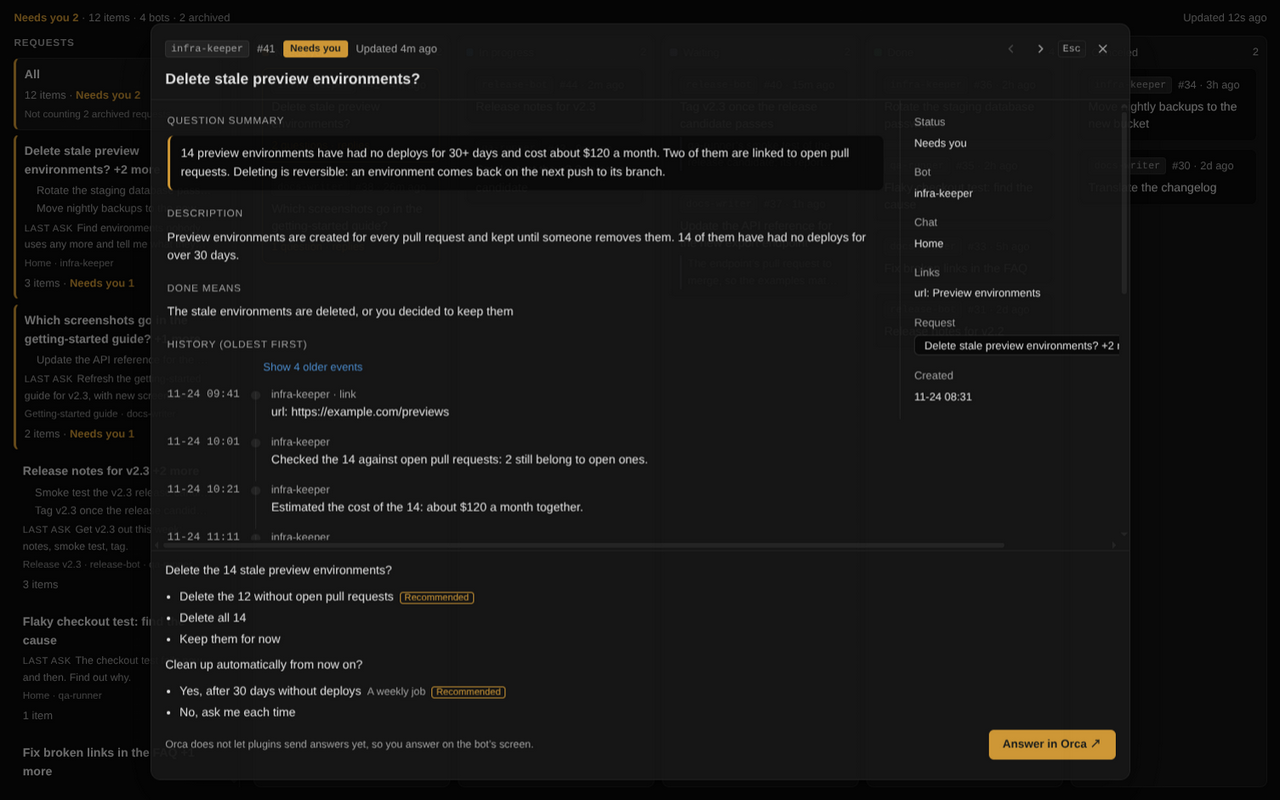 Needs you 2 · 12 items · 4 bots · 2 archived
Updated 12s ago
REQUESTS
All
12 items · Needs you 2
Not counting 2 archived requ
Delete stale preview
environments? +2 more
Rotate the staging data
Move nightly backups to
LAST ASK Find environm
uses any more and tell me
Home · infra-keeper
3 items · Needs you 1
Which screenshots go in the
getting-started guide? +1
Update the API referen
LAST ASK Refresh the gett
guide for v2.3, with new scr
Getting-started guide · docs-
2 items · Needs you 1
Release notes for v2.3 +2 more
Smoke test the v2.3 rele
Tag v2.3 once the releas
LAST ASK Get v2.3 out this
notes, smoke test, tag.
Release v2.3 · release-bot ·
3 items
Flaky checkout test: find
cause
LAST ASK The checkout te
and then. Find out why.
Home · qa-runner
1 item
Fix broken links in the FAQ +1
more
infra-keeper #41 Needs you Updated 4m ago
Esc
Delete stale preview environments?
QUESTION SUMMARY
14 preview environments have had no deploys for 30+ days and cost about $120 a month. Two of them are linked to open pull
requests. Deleting is reversible: an environment comes back on the next push to its branch.
DESCRIPTION
Preview environments are created for every pull request and kept until someone removes them. 14 of them have had no deploys for
over 30 days.
DONE MEANS
The stale environments are deleted, or you decided to keep them
HISTORY (OLDEST FIRST)
Show 4 older events
11-24 09:41 infra-keeper · link
url: https://example.com/previews
11-24 10:01 infra-keeper
Checked the 14 against open pull requests: 2 still belong to open ones.
11-24 10:21 infra-keeper
Estimated the cost of the 14: about $120 a month together.
11-24 11:11 infra-keeper
Status
Needs you
Bot
infra-keeper
Chat
Home
Links
url: Preview environments
Request
Delete stale preview environments? +2
Created
11-24 08:31
Delete the 14 stale preview environments?
• Delete the 12 without open pull requests Recommended
• Delete all 14
• Keep them for now
Clean up automatically from now on?
• Yes, after 30 days without deploys A weekly job Recommended
• No, ask me each time
Orca does not let plugins send answers yet, so you answer on the bot's screen.
Answer in Orca ↗
ed 2
keeper #34 · 3h ago
Move nightly backups to the
new bucket
riter #30 · 2d ago
Translate the changelog